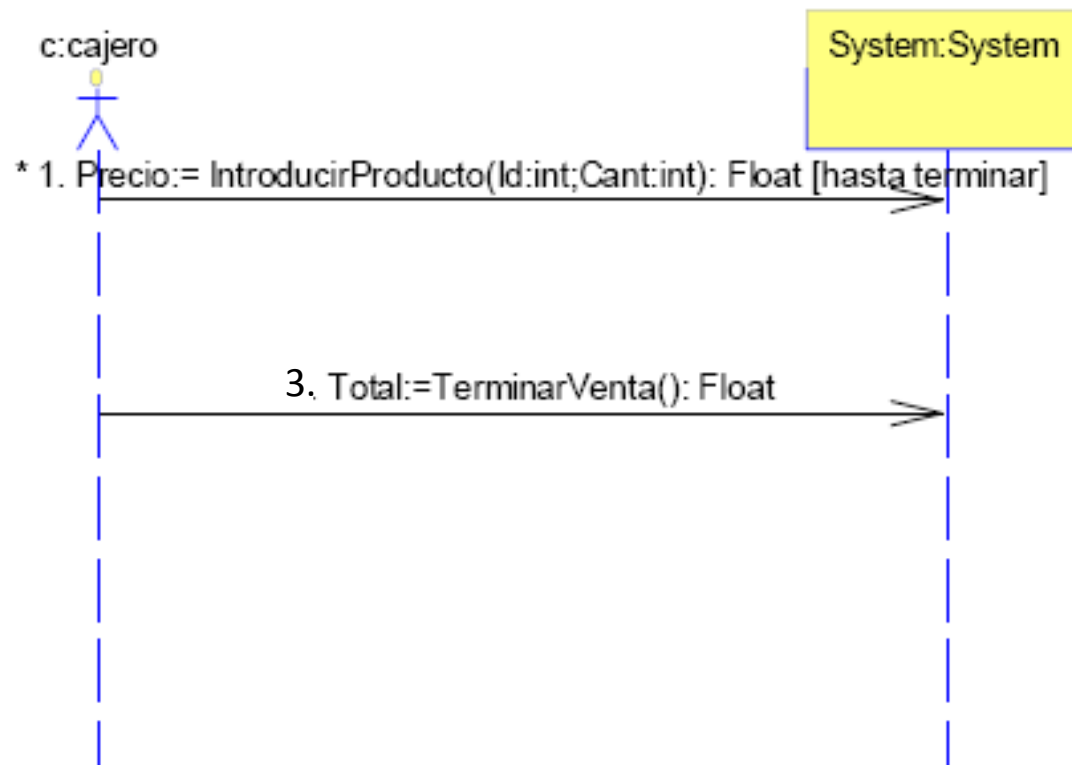 c:cajero
System:System
* 1. Precio:= IntroducirProducto(Id:int;Cant:int): Float [hasta terminar]
3. Total:=TerminarVenta(): Float